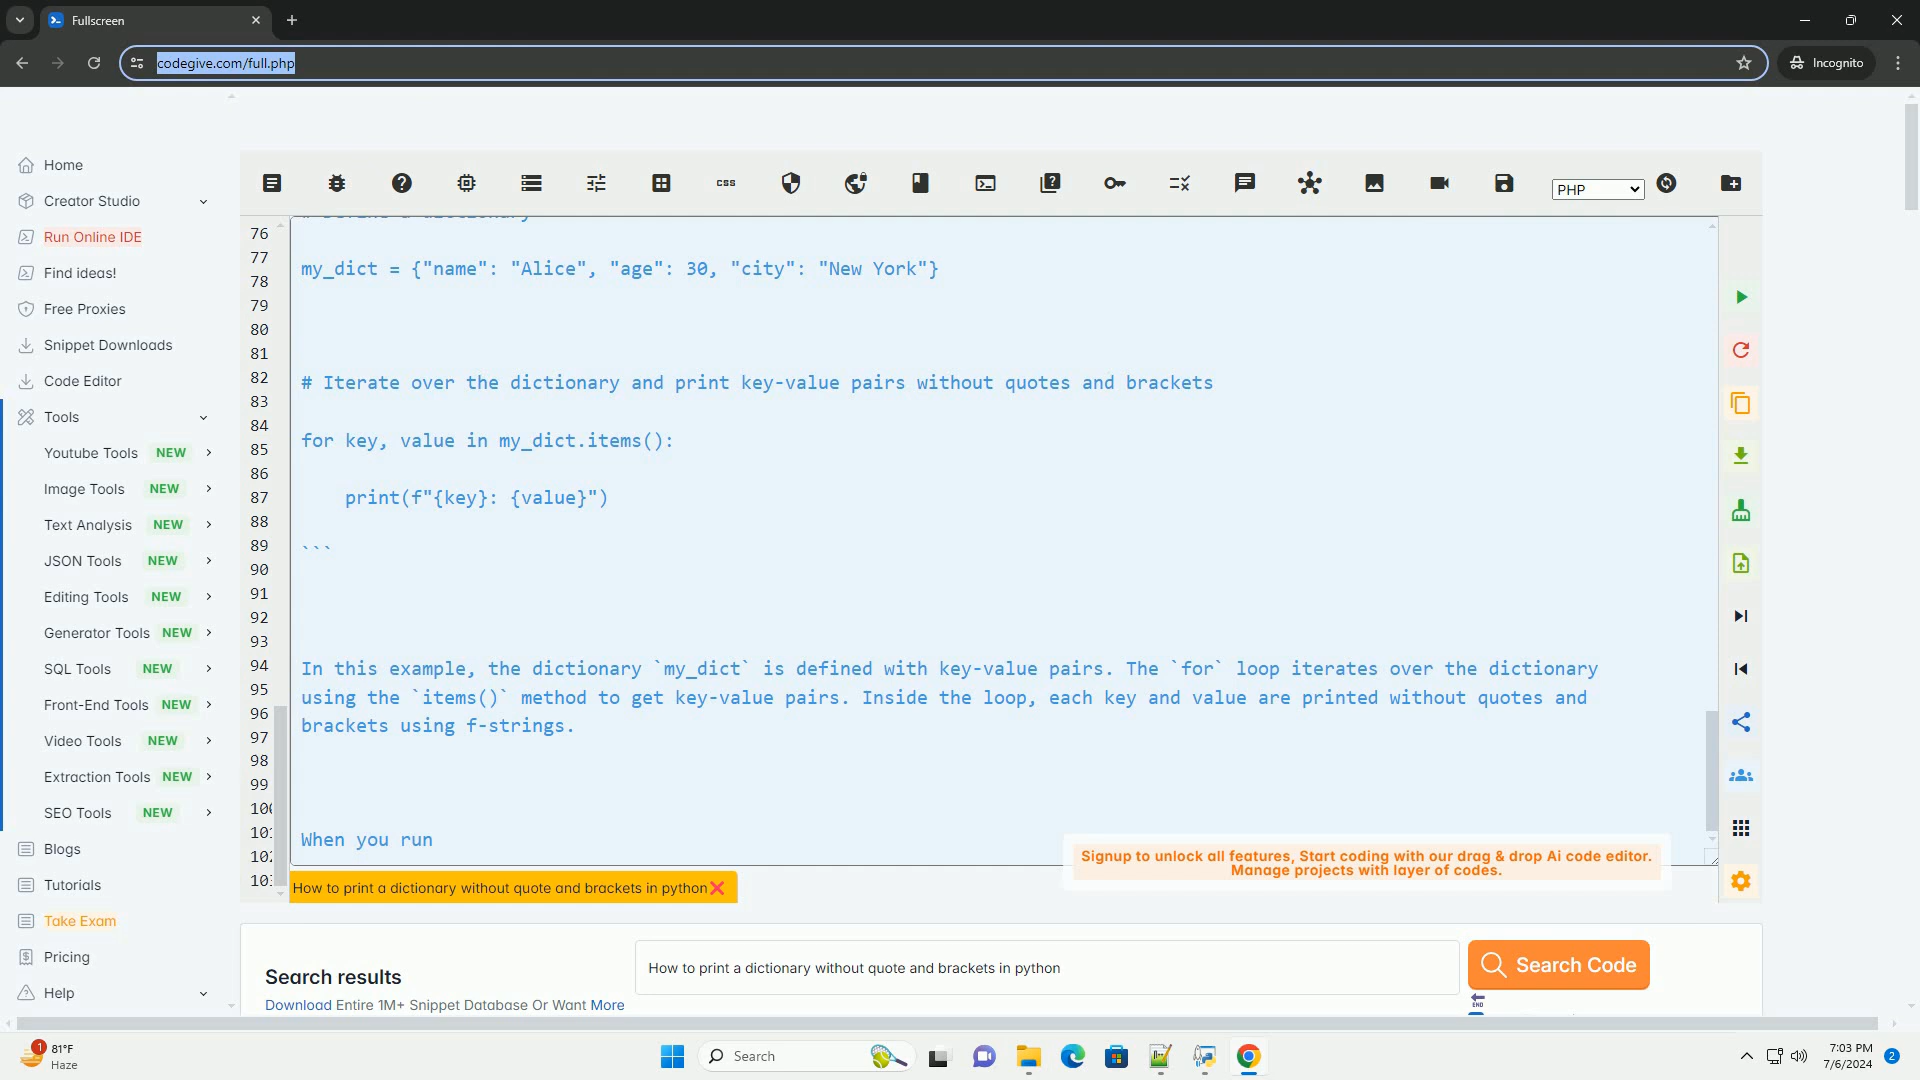 Fullscreen
codegive.com/full.php
Incognito
Home
Creator Studio
Run Online IDE
Find ideas!
Free Proxies
Snippet Downloads
Code Editor
Tools
Youtube Tools NEW
Image Tools NEW
Text Analysis NEW
JSON Tools NEW
Editing Tools NEW
Generator Tools NEW
SQL Tools NEW
Front-End Tools NEW
Video Tools NEW
Extraction Tools NEW
SEO Tools NEW
Blogs
Tutorials
Take Exam
Pricing
Help
css
PHP
76
77
78
79
80
81
82
83
84
85
86
87
88
89
90
91
92
93
94
95
96
97
98
99
my_dict = {"name": "Alice", "age": 30, "city": "New York"}
# Iterate over the dictionary and print key-value pairs without quotes and brackets
for key, value in my_dict.items():
print(f"{key}: {value}")
```
In this example, the dictionary `my_dict` is defined with key-value pairs. The `for` loop iterates over the dictionary
using the `items()` method to get key-value pairs. Inside the loop, each key and value are printed without quotes and
brackets using f-strings.
When you run
Signup to unlock all features, Start coding with our drag & drop Ai code editor.
Manage projects with layer of codes.
How to print a dictionary without quote and brackets in python
Search results
Download Entire 1M+ Snippet Database Or Want More
How to print a dictionary without quote and brackets in python
Search Code
END
1
81°F
Haze
Search
7:03 PM
7/6/2024
2